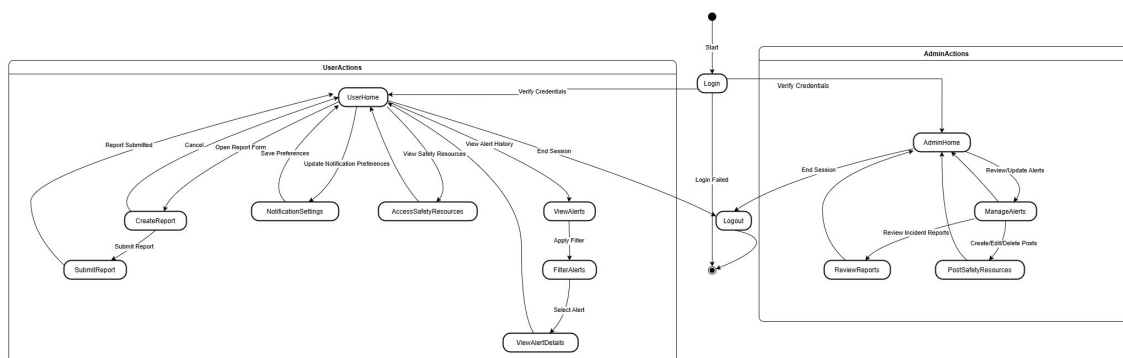 Start
UserActions
AdminActions
Login
Verify Credentials
Verify Credentials
UserHome
Report Submitted
Cancel
Open Report Form
Save Preferences
Update Notification Preferences
View Safety Resources
View Alert History
End Session
Login Failed
End Session
AdminHome
Review/Update Alerts
CreateReport
NotificationSettings
AccessSafetyResources
ViewAlerts
Logout
ManageAlerts
Submit Report
Apply Filter
Review Incident Reports
Create/Edit/Delete Posts
SubmitReport
FilterAlerts
ReviewReports
PostSafetyResources
Select Alert
ViewAlertDetails